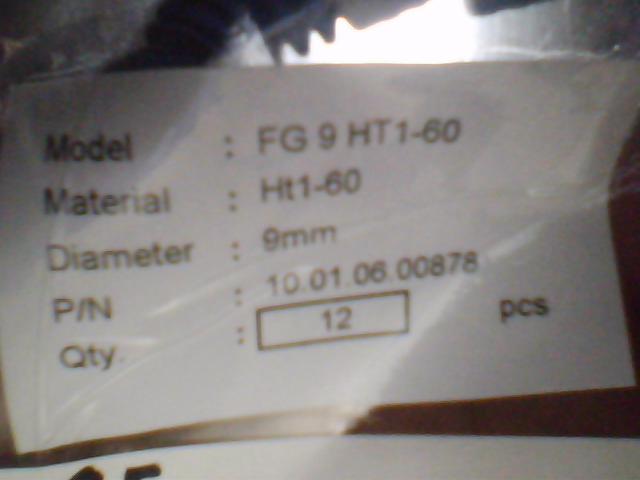 Model : FG 9 HT1-60
Material : Ht1-60
Diameter : 9mm
P/N : 10.01.06.00878
Qty : 12 pcs